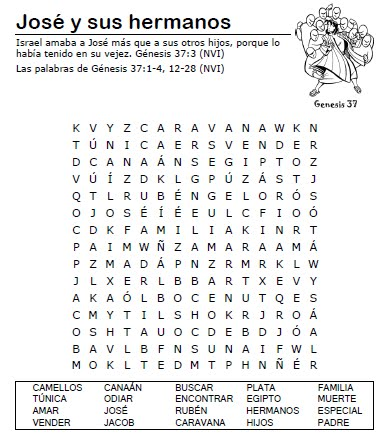 José y sus hermanos
Israel amaba a José más que a sus otros hijos, porque lo
había tenido en su vejez. Génesis 37:3 (NVI)
Las palabras de Génesis 37:1-4, 12-28 (NVI)
Genesis 37
K V Y Z C A R A V A N A W K N
T Ú N I C A E R S V E N D E R
D C A N A Á N S E G I P T O Z
V Ú Í Z D K L G P Ú Z Á S T J
Q T L R U B É N G E L O R Ó S
O J O S É Í É E U L C F I O Ó
C D K F A M I L I A K I N R T
P A I M W Ñ Z A M A R A A M Á
P Z M A D Á P N Z R M R K L W
J L X E R L B B A R T X E V Y
A K A Ó L B O C E N U T Q E S
C M Y T I L S H O K R J R O Á
O S H T A U O C D E B D J Ó A
B A V L B F N S U N A I F W L
M O K L T E D M T P H N Ñ É R
CAMELLOS CANAÁN BUSCAR PLATA FAMILIA
TÚNICA ODIAR ENCONTRAR EGIPTO MUERTE
AMAR JOSÉ RUBÉN HERMANOS ESPECIAL
VENDER JACOB CARAVANA HIJOS PADRE